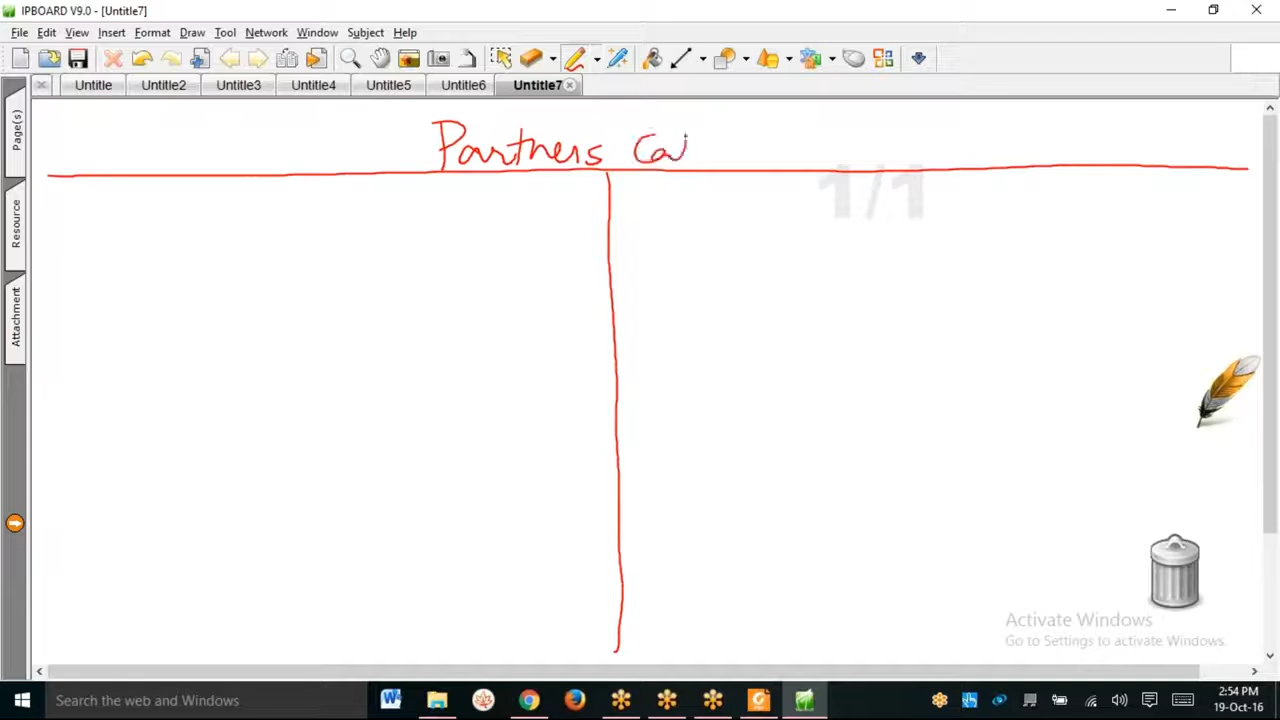 IPBOARD V9.0 - [Untitle7]
File Edit View Insert Format Draw Tool Network Window Subject Help
Untitle Untitle2 Untitle3 Untitle4 Untitle5 Untitle6 Untitle7
Page(s)
Resource
Attachment
Partners Ca
1/1
Activate Windows
Go to Settings to activate Windows.
Search the web and Windows
2:54 PM
19-Oct-16